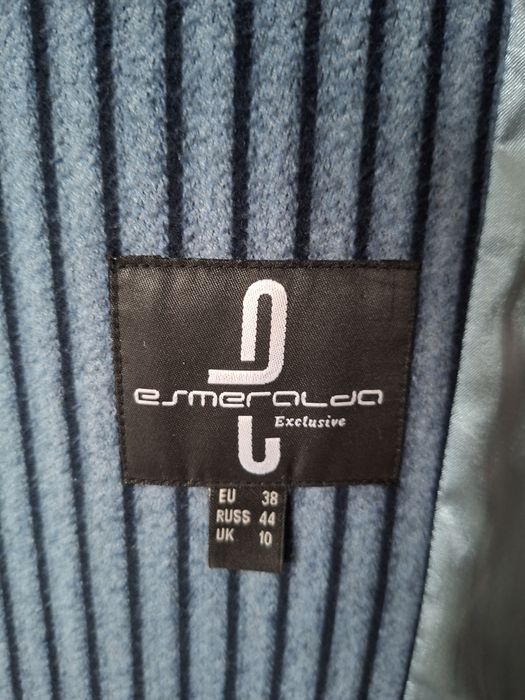 esmeralda
Exclusive
EU 38
RUSS 44
UK 10